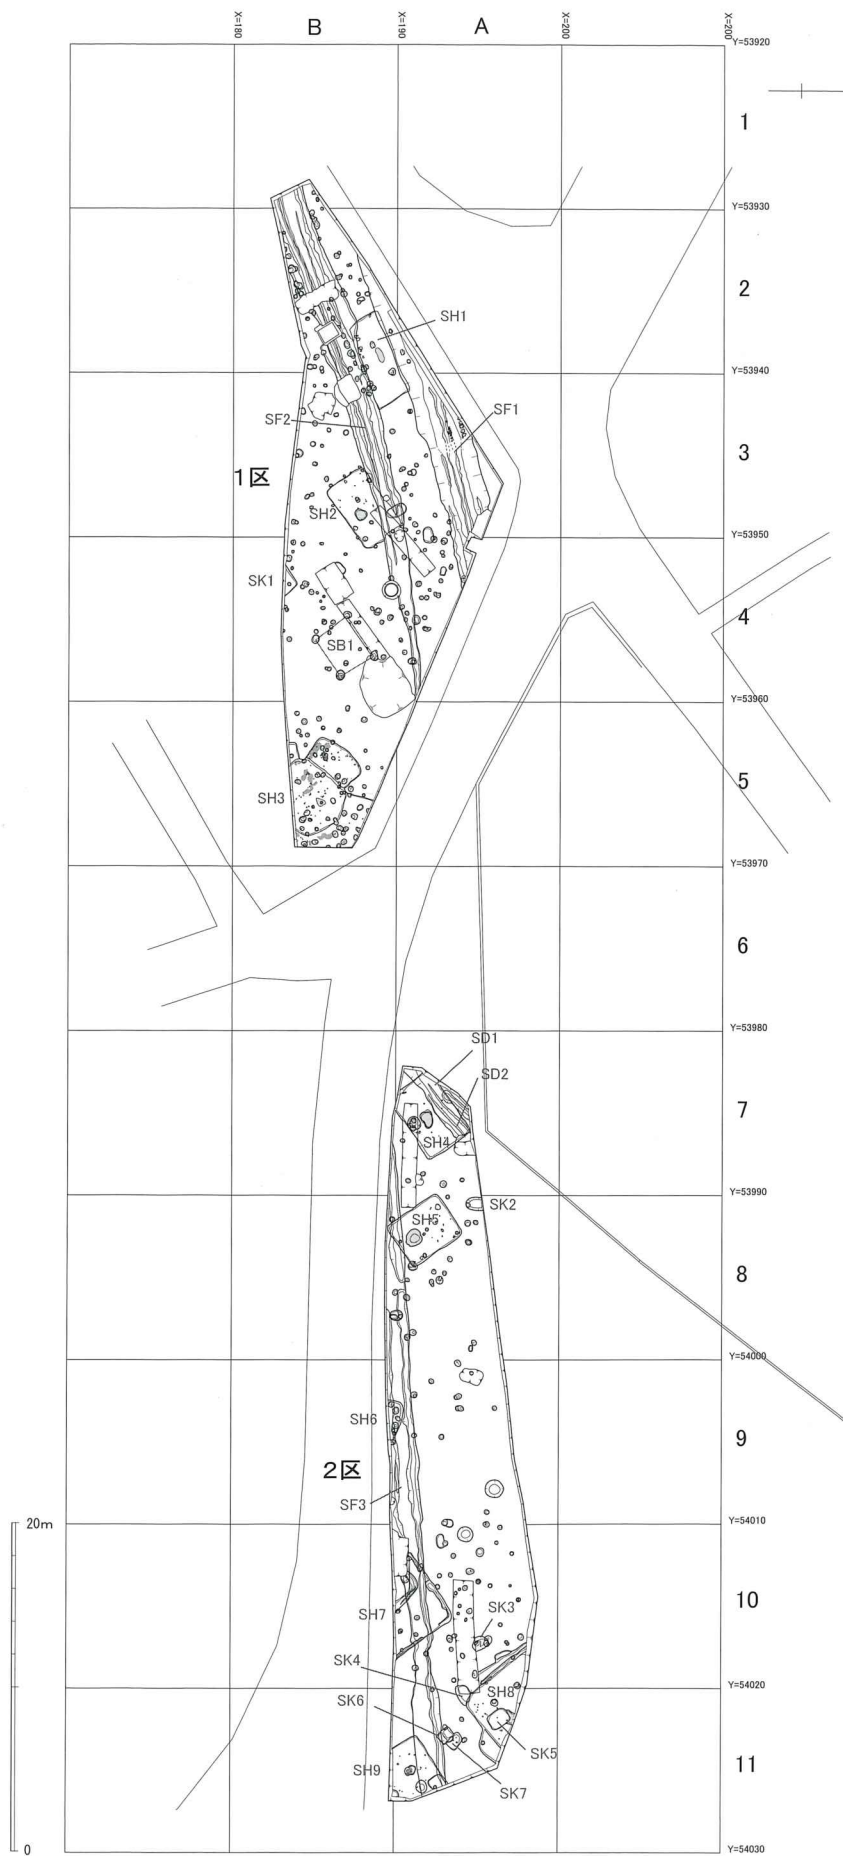 X=180
B
X=190
A
X=200
X=200
Y=53920
1
Y=53930
2
SH1
Y=53940
SF1
SF2
3
1区
SH2
Y=53950
SK1
4
SB1
Y=53960
5
SH3
Y=53970
6
Y=53980
SD1
SD2
7
SH4
Y=53990
SK2
SH5
8
Y=54000
SH6
9
2区
SF3
20m
Y=54010
10
SH7
SK3
SK4
Y=54020
SH8
SK6
SK5
SH9
11
SK7
0
Y=54030